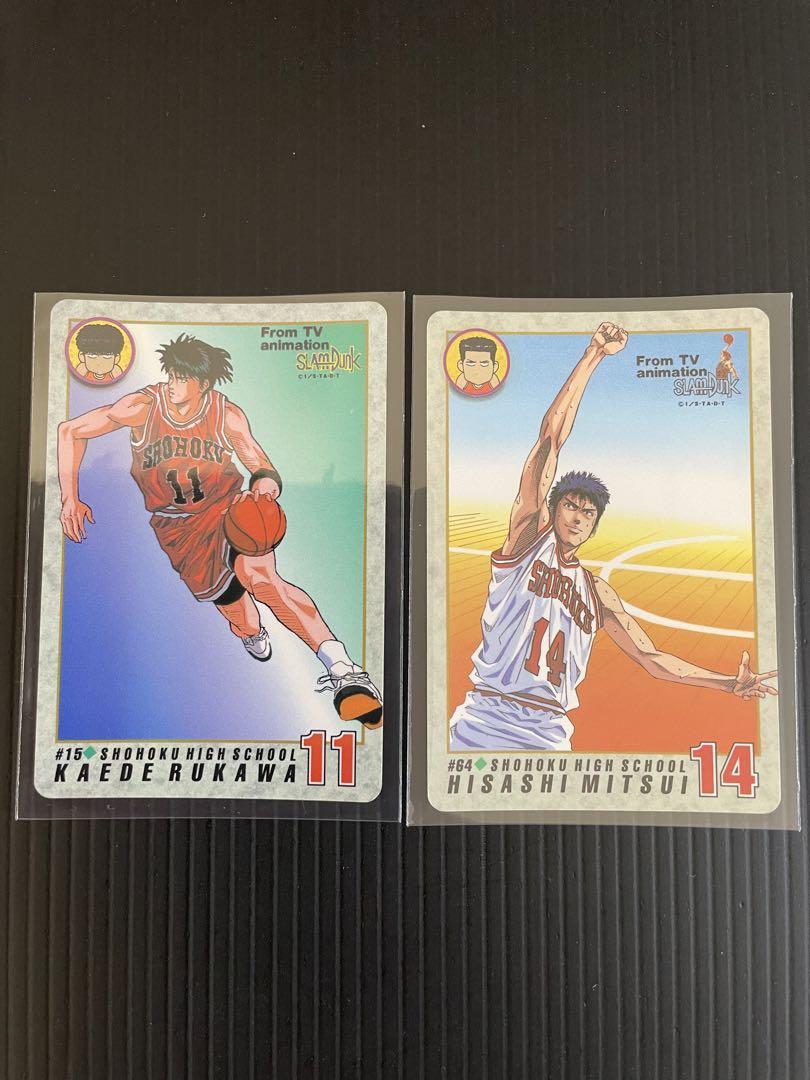 From TV
animation
SLAM DUNK
©I/S·T·A·D·T
SHOHOKU
11
#15 SHOHOKU HIGH SCHOOL
KAEDE RUKAWA 11
From TV
animation
SLAM DUNK
©I/S·T·A·D·T
SHOHOKU
14
#64 SHOHOKU HIGH SCHOOL
HISASHI MITSUI 14